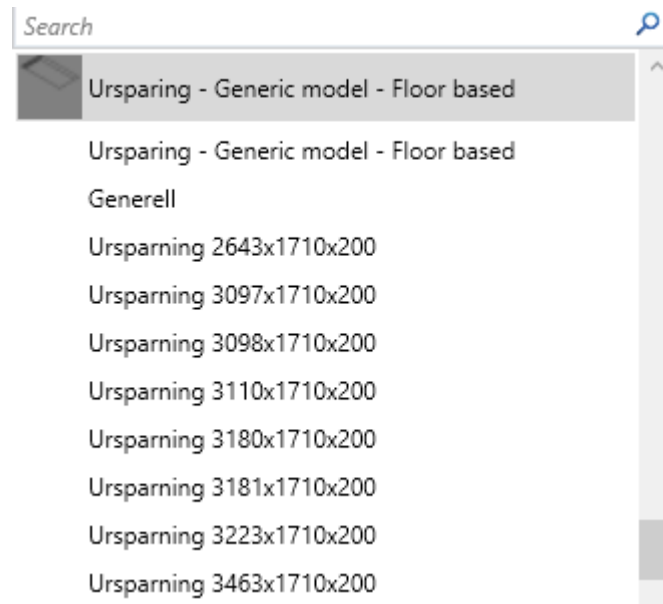 Search
Ursparing - Generic model - Floor based
Ursparing - Generic model - Floor based
Generell
Ursparning 2643x1710x200
Ursparning 3097x1710x200
Ursparning 3098x1710x200
Ursparning 3110x1710x200
Ursparning 3180x1710x200
Ursparning 3181x1710x200
Ursparning 3223x1710x200
Ursparning 3463x1710x200